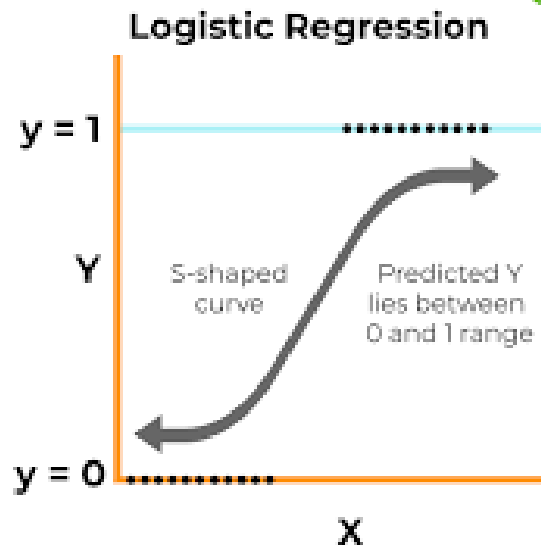 Logistic Regression
y = 1
Y
S-shaped
curve
Predicted Y
lies between
0 and 1 range
y = 0
X